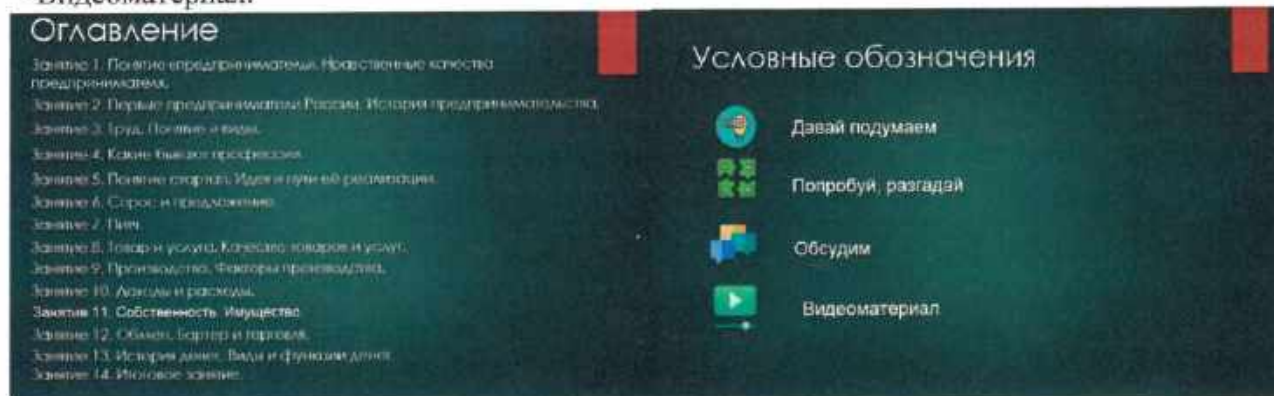 Видеоматериал.
Оглавление
Занятие 1. Понятие «предприниматель». Нравственные качества
предпринимателя.
Занятие 2. Первые предприниматели России. История предпринимательства.
Занятие 3. Труд. Понятие и виды.
Занятие 4. Какие бывают профессии.
Занятие 5. Понятие стартап. Идея и пути её реализации.
Занятие 6. Спрос и предложение.
Занятие 7. Питч.
Занятие 8. Товар и услуга. Качество товаров и услуг.
Занятие 9. Производство. Факторы производства.
Занятие 10. Доходы и расходы.
Занятие 11. Собственность. Имущество.
Занятие 12. Обмен. Бартер и торговля.
Занятие 13. История денег. Виды и функции денег.
Занятие 14. Итоговое занятие.
Условные обозначения
Давай подумаем
Попробуй, разгадай
Обсудим
Видеоматериал